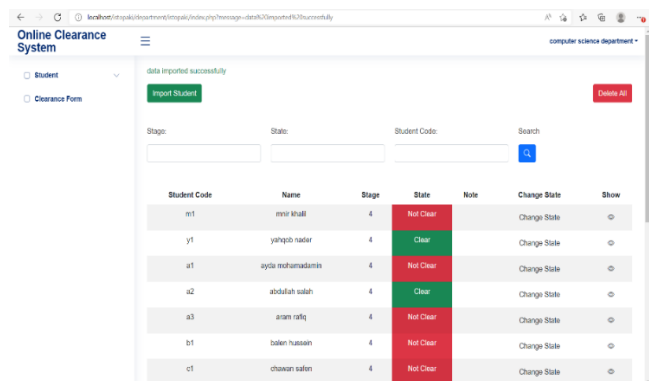 localhost/istopaki/department/istopaki/index.php?message=data%20imported%20successfully
Online Clearance
System
computer science department
Student
Clearance Form
data imported successfully
Import Student
Delete All
Stage:
State:
Student Code:
Search
Student Code Name Stage State Note Change State Show
m1 mnir khalil 4 Not Clear Change State
y1 yahqob nader 4 Clear Change State
a1 ayda mohamadamin 4 Not Clear Change State
a2 abdullah salah 4 Clear Change State
a3 aram rafiq 4 Not Clear Change State
b1 balen hussein 4 Not Clear Change State
c1 chawan safen 4 Not Clear Change State